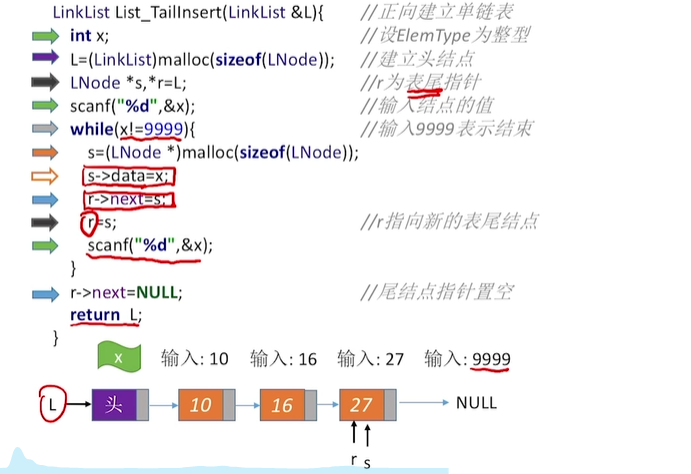 LinkList List_TailInsert(LinkList &L){ //正向建立单链表
int x; //设ElemType为整型
L=(LinkList)malloc(sizeof(LNode)); //建立头结点
LNode *s,*r=L; //r为表尾指针
scanf("%d",&x); //输入结点的值
while(x!=9999){ //输入9999表示结束
s=(LNode *)malloc(sizeof(LNode));
s->data=x;
r->next=s;
r=s; //r指向新的表尾结点
scanf("%d",&x);
}
r->next=NULL; //尾结点指针置空
return L;
}
x 输入: 10 输入: 16 输入: 27 输入: 9999
L 头 10 16 27 NULL
r s